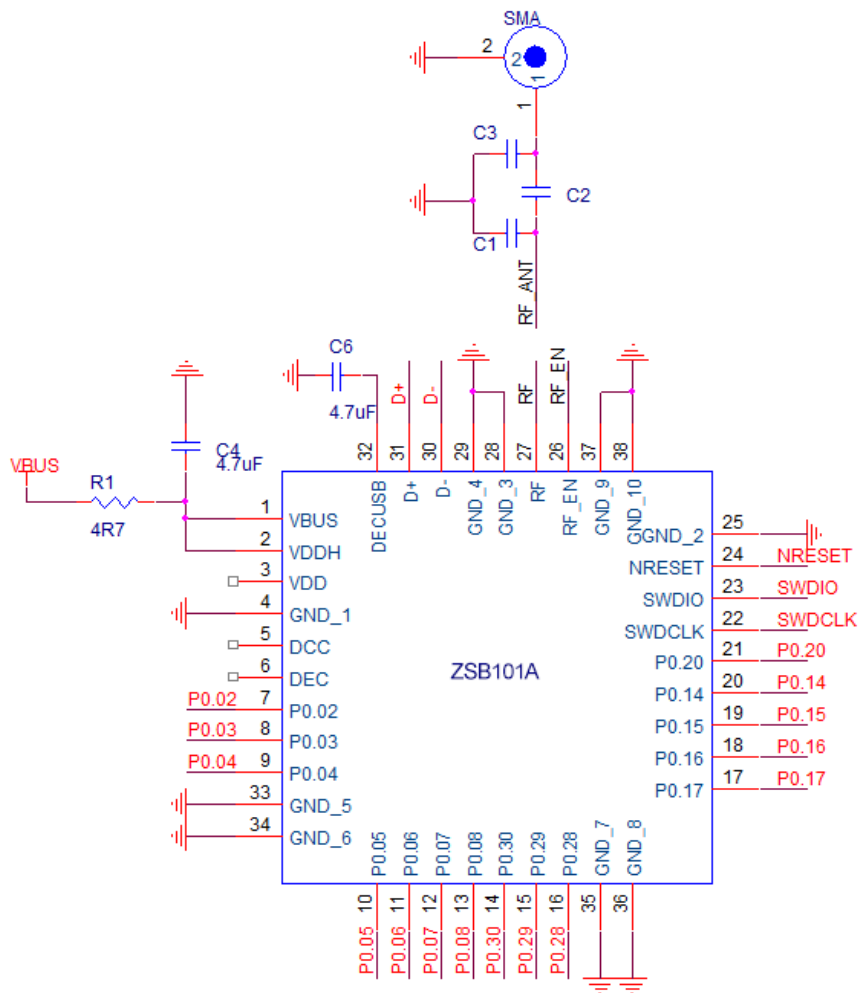 SMA
2
2
1
1
C3
C2
C1
RF_ANT
C6
4.7uF
D+
D-
RF
RF_EN
C4
4.7uF
VBUS
R1
4R7
32
31
30
29
28
27
26
37
38
DECUSB
D+
D-
GND_4
GND_3
RF
RF_EN
GND_9
GND_10
1
VBUS
2
VDDH
3
VDD
4
GND_1
5
DCC
6
DEC
P0.02
7
P0.02
P0.03
8
P0.03
P0.04
9
P0.04
33
GND_5
34
GND_6
ZSB101A
GGND_2
25
NRESET
24
NRESET
SWDIO
23
SWDIO
SWDCLK
22
SWDCLK
P0.20
21
P0.20
P0.14
20
P0.14
P0.15
19
P0.15
P0.16
18
P0.16
P0.17
17
P0.17
P0.05
P0.06
P0.07
P0.08
P0.30
P0.29
P0.28
GND_7
GND_8
10
11
12
13
14
15
16
35
36
P0.05
P0.06
P0.07
P0.08
P0.30
P0.29
P0.28